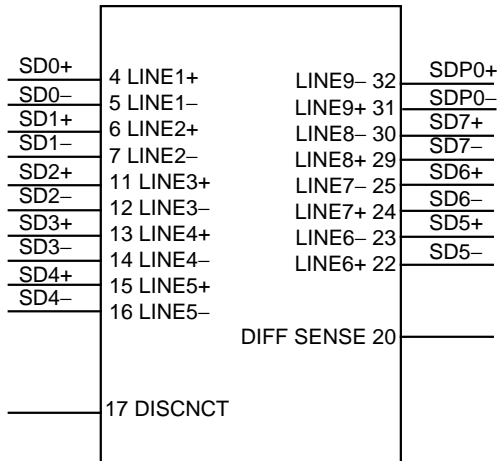 SD0+
4 LINE1+
SD0−
5 LINE1−
SD1+
6 LINE2+
SD1−
7 LINE2−
SD2+
11 LINE3+
SD2−
12 LINE3−
SD3+
13 LINE4+
SD3−
14 LINE4−
SD4+
15 LINE5+
SD4−
16 LINE5−
17 DISCNCT
LINE9− 32
SDP0+
LINE9+ 31
SDP0−
LINE8− 30
SD7+
LINE8+ 29
SD7−
LINE7− 25
SD6+
LINE7+ 24
SD6−
LINE6− 23
SD5+
LINE6+ 22
SD5−
DIFF SENSE 20